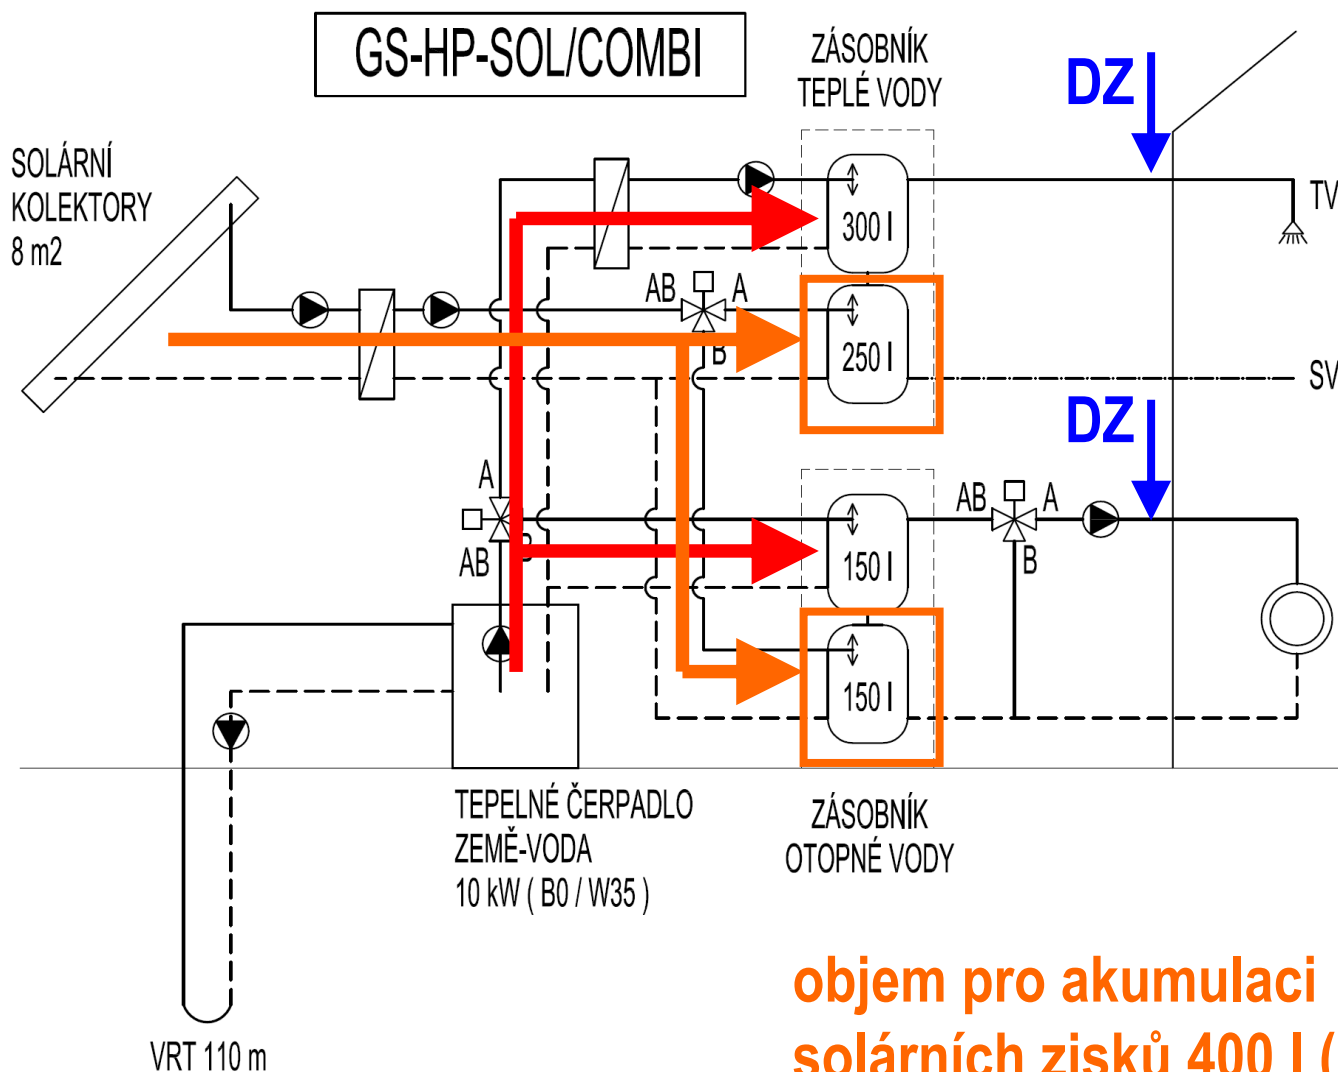 GS-HP-SOL/COMBI
ZÁSOBNÍK
TEPLÉ VODY
DZ
SOLÁRNÍ
KOLEKTORY
8 m2
TV
300 l
AB
A
B
250 l
SV
DZ
A
AB
B
150 l
AB
A
B
150 l
TEPELNÉ ČERPADLO
ZEMĚ-VODA
10 kW ( B0 / W35 )
ZÁSOBNÍK
OTOPNÉ VODY
VRT 110 m
objem pro akumulaci
solárních zisků 400 l (